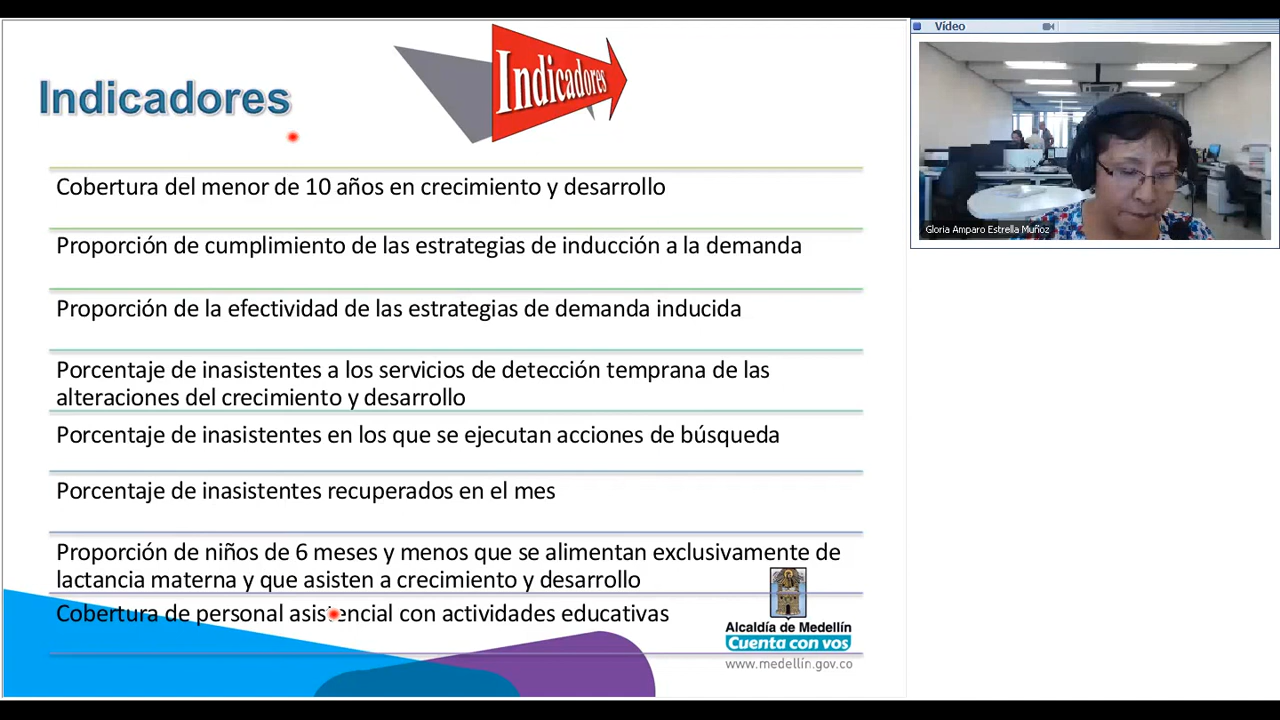 Indicadores
Indicadores
Cobertura del menor de 10 años en crecimiento y desarrollo
Proporción de cumplimiento de las estrategias de inducción a la demanda
Proporción de la efectividad de las estrategias de demanda inducida
Porcentaje de inasistentes a los servicios de detección temprana de las
alteraciones del crecimiento y desarrollo
Porcentaje de inasistentes en los que se ejecutan acciones de búsqueda
Porcentaje de inasistentes recuperados en el mes
Proporción de niños de 6 meses y menos que se alimentan exclusivamente de
lactancia materna y que asisten a crecimiento y desarrollo
Cobertura de personal asistencial con actividades educativas
Alcaldía de Medellín
Cuenta con vos
www.medellín.gov.co
Vídeo
Gloria Amparo Estrella Muñoz